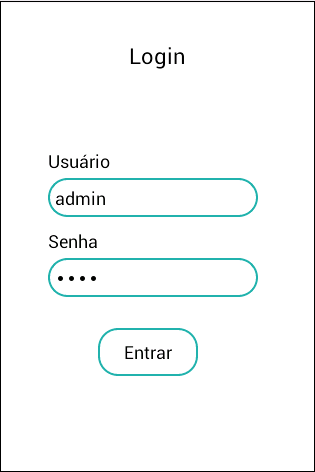 Login
Usuário
admin
Senha
••••
Entrar